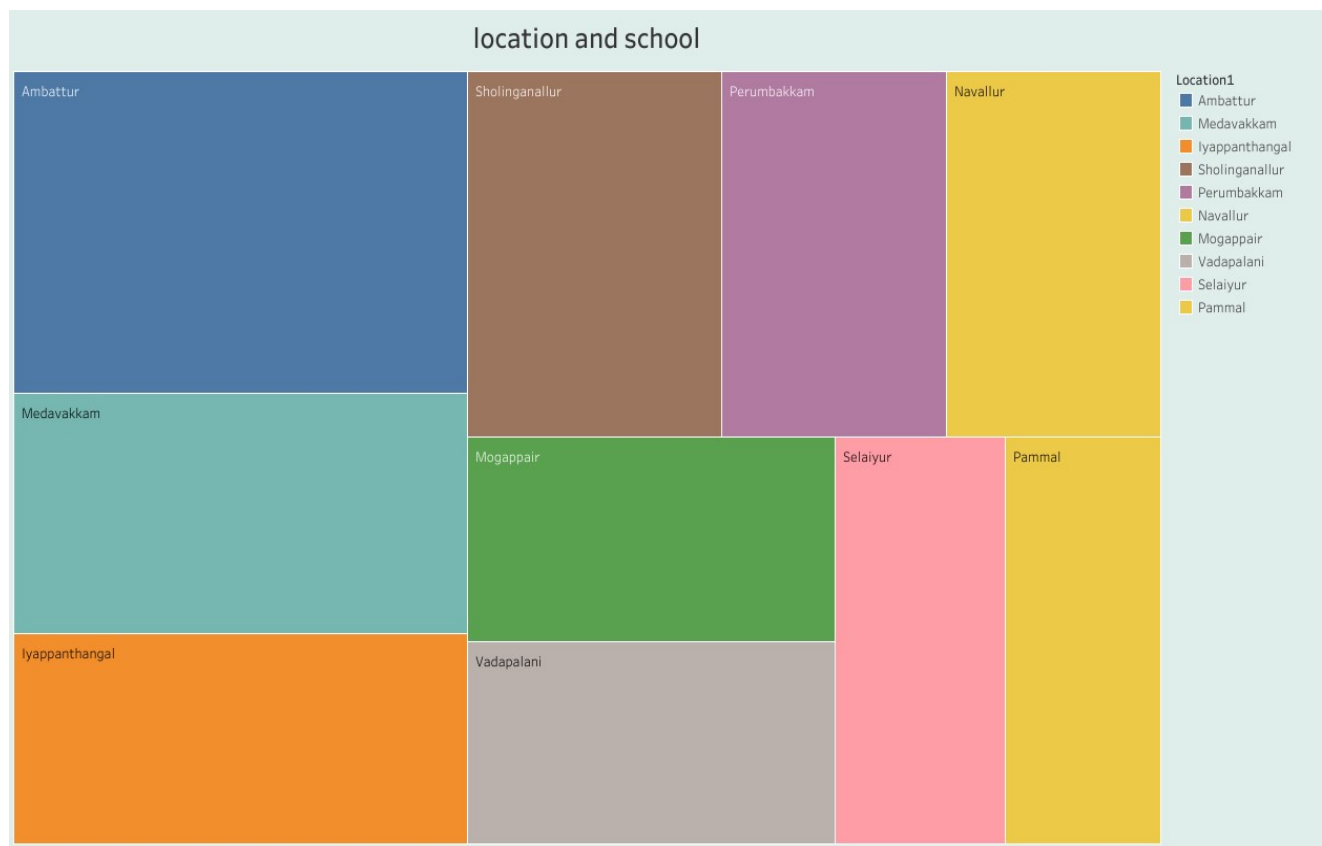 location and school
Ambattur
Sholinganallur
Perumbakkam
Navallur
Medavakkam
Mogappair
Selaiyur
Pammal
Iyappanthangal
Vadapalani
Location1
Ambattur
Medavakkam
Iyappanthangal
Sholinganallur
Perumbakkam
Navallur
Mogappair
Vadapalani
Selaiyur
Pammal